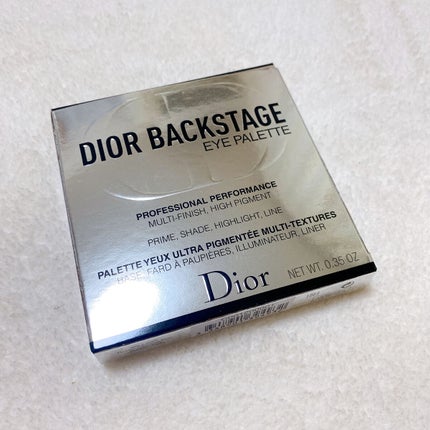 DIOR BACKSTAGE
EYE PALETTE
PROFESSIONAL PERFORMANCE
MULTI-FINISH, HIGH PIGMENT
PRIME, SHADE, HIGHLIGHT, LINE
PALETTE YEUX ULTRA PIGMENTÉE MULTI-TEXTURES
BASE, FARD À PAUPIÈRES, ILLUMINATEUR, LINER
Dior
NET WT. 0.35 OZ